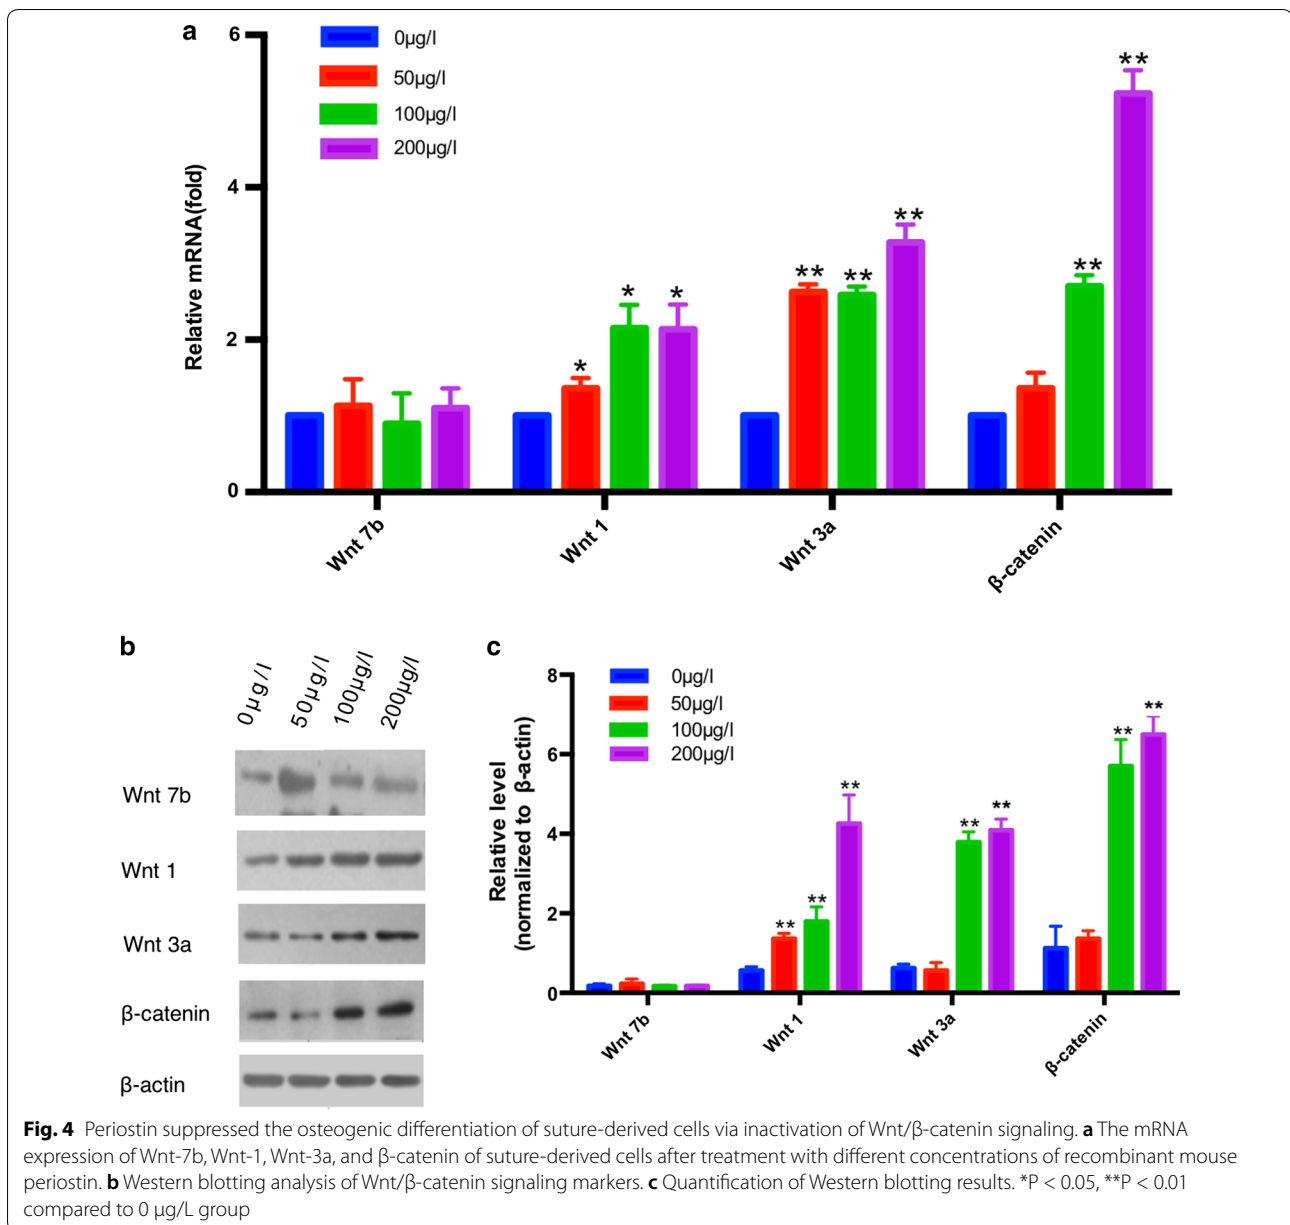 a
6
4
2
0
Relative mRNA(fold)
0µg/l
50µg/l
100µg/l
200µg/l
**
**
**
**
**
*
*
*
Wnt 7b
Wnt 1
Wnt 3a
β-catenin
b
0µg/l
50µg/l
100µg/l
200µg/l
Wnt 7b
Wnt 1
Wnt 3a
β-catenin
β-actin
c
8
6
4
2
0
Relative level
(normalized to β-actin)
0µg/l
50µg/l
100µg/l
200µg/l
**
**
**
**
**
**
**
Wnt 7b
Wnt 1
Wnt 3a
β-catenin
Fig. 4 Periostin suppressed the osteogenic differentiation of suture-derived cells via inactivation of Wnt/β-catenin signaling. a The mRNA
expression of Wnt-7b, Wnt-1, Wnt-3a, and β-catenin of suture-derived cells after treatment with different concentrations of recombinant mouse
periostin. b Western blotting analysis of Wnt/β-catenin signaling markers. c Quantification of Western blotting results. *P < 0.05, **P < 0.01
compared to 0 µg/L group